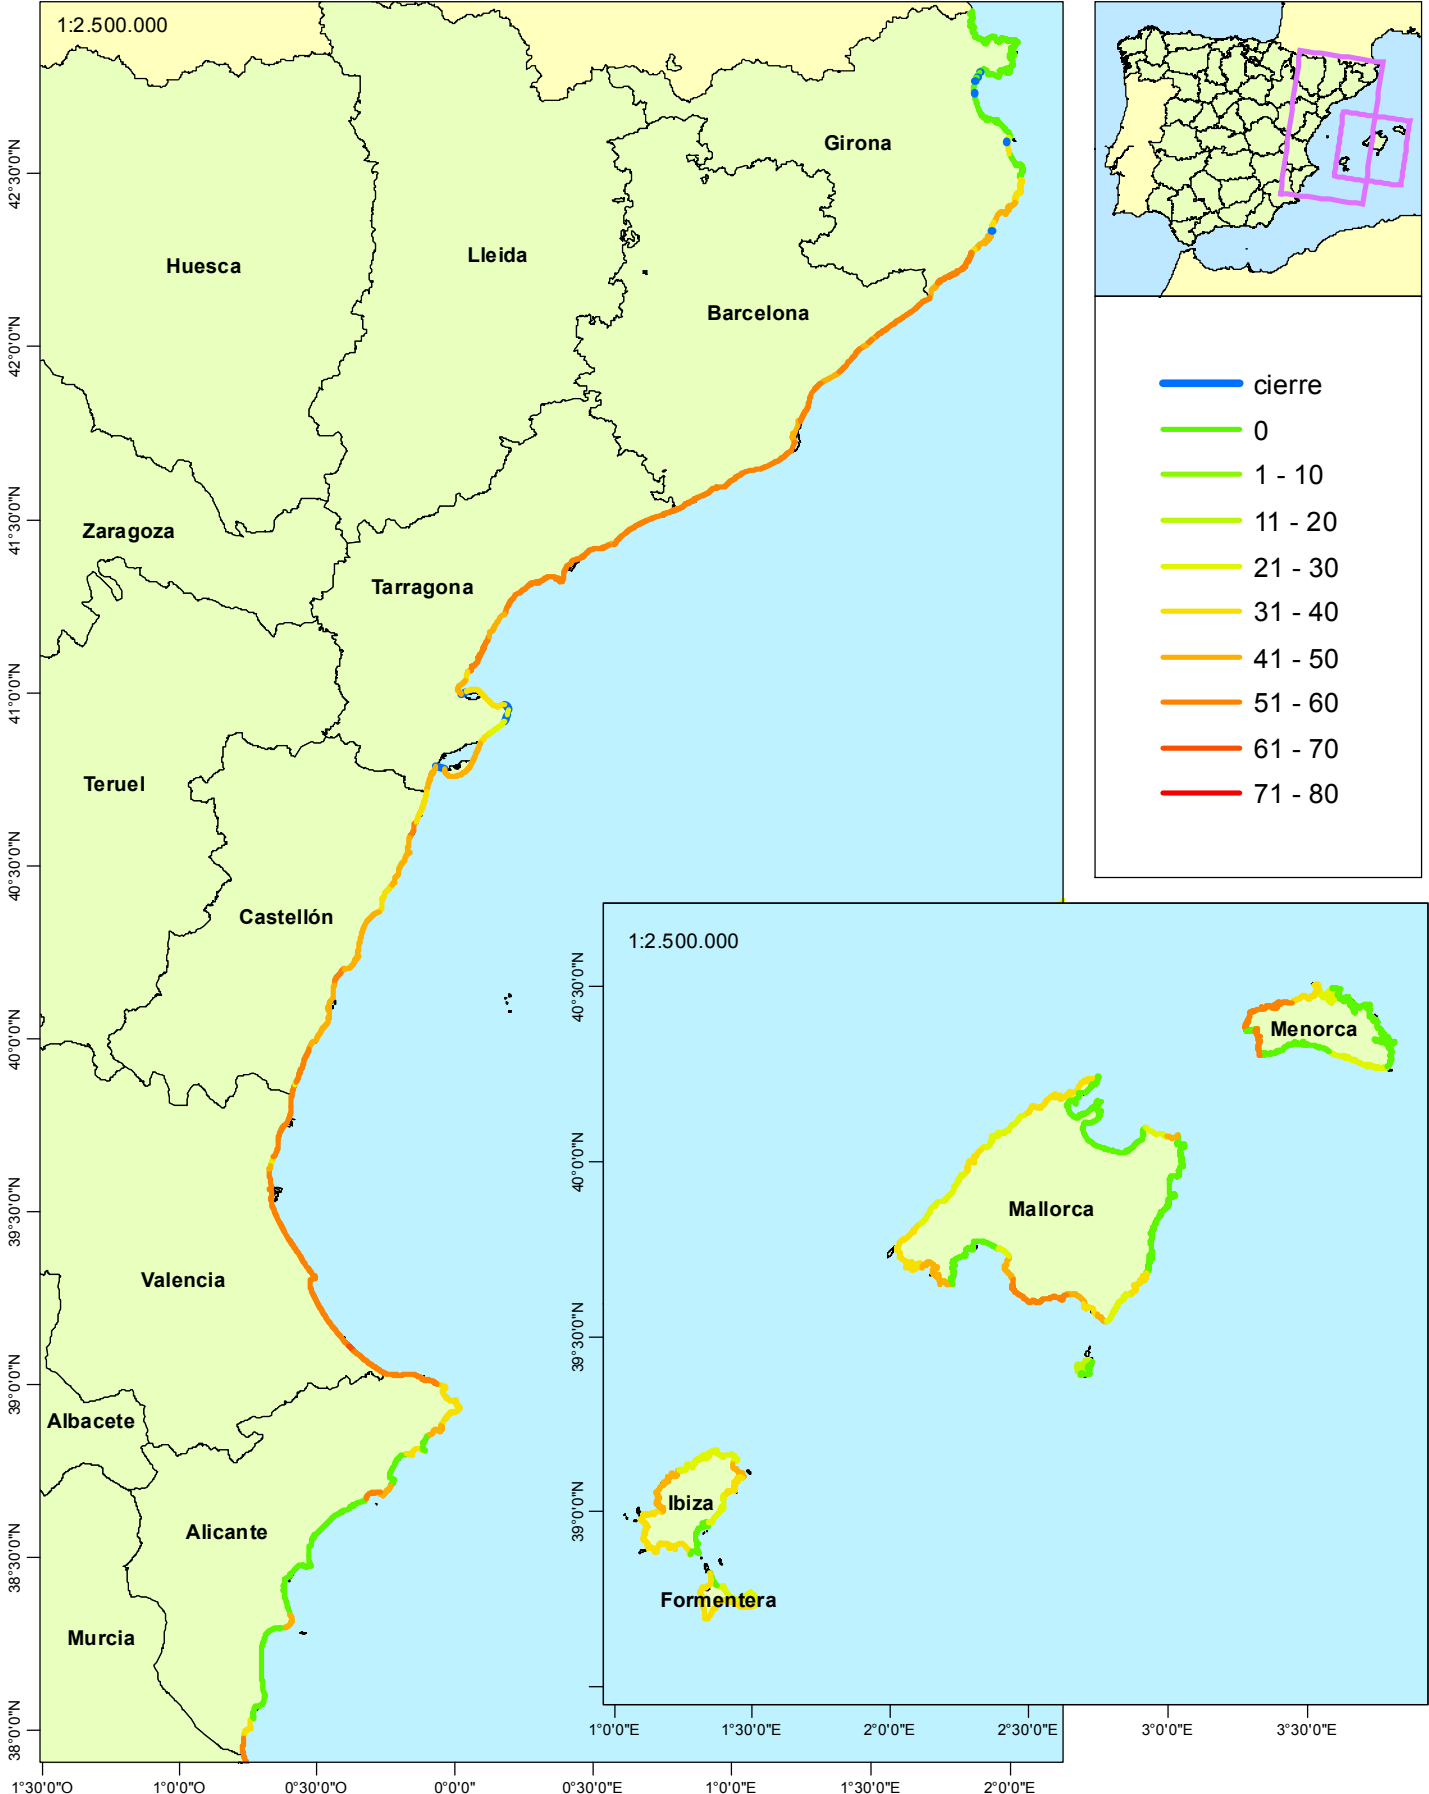 1:2.500.000
Girona
Huesca
Lleida
Barcelona
Zaragoza
Tarragona
Teruel
Castellón
Valencia
Albacete
Alicante
Murcia
42°30'0"N
42°0'0"N
41°30'0"N
41°0'0"N
40°30'0"N
40°0'0"N
39°30'0"N
39°0'0"N
38°30'0"N
38°0'0"N
1°30'0"O
1°0'0"O
0°30'0"O
0°0'0"
0°30'0"E
1°0'0"E
1°30'0"E
2°0'0"E
cierre
0
1 - 10
11 - 20
21 - 30
31 - 40
41 - 50
51 - 60
61 - 70
71 - 80
1:2.500.000
Menorca
Mallorca
Ibiza
Formentera
40°30'0"N
40°0'0"N
39°30'0"N
39°0'0"N
1°0'0"E
1°30'0"E
2°0'0"E
2°30'0"E
3°0'0"E
3°30'0"E